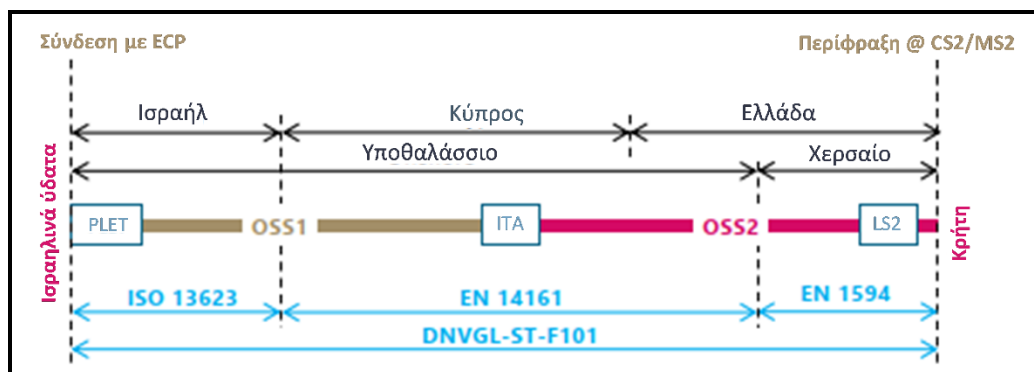 Σύνδεση με ECP
Περίφραξη @ CS2/MS2
Ισραήλ
Κύπρος
Ελλάδα
Υποθαλάσσιο
Χερσαίο
Ισραηλινά ύδατα
PLET
OSS1
ITA
OSS2
LS2
Κρήτη
ISO 13623
EN 14161
EN 1594
DNVGL-ST-F101